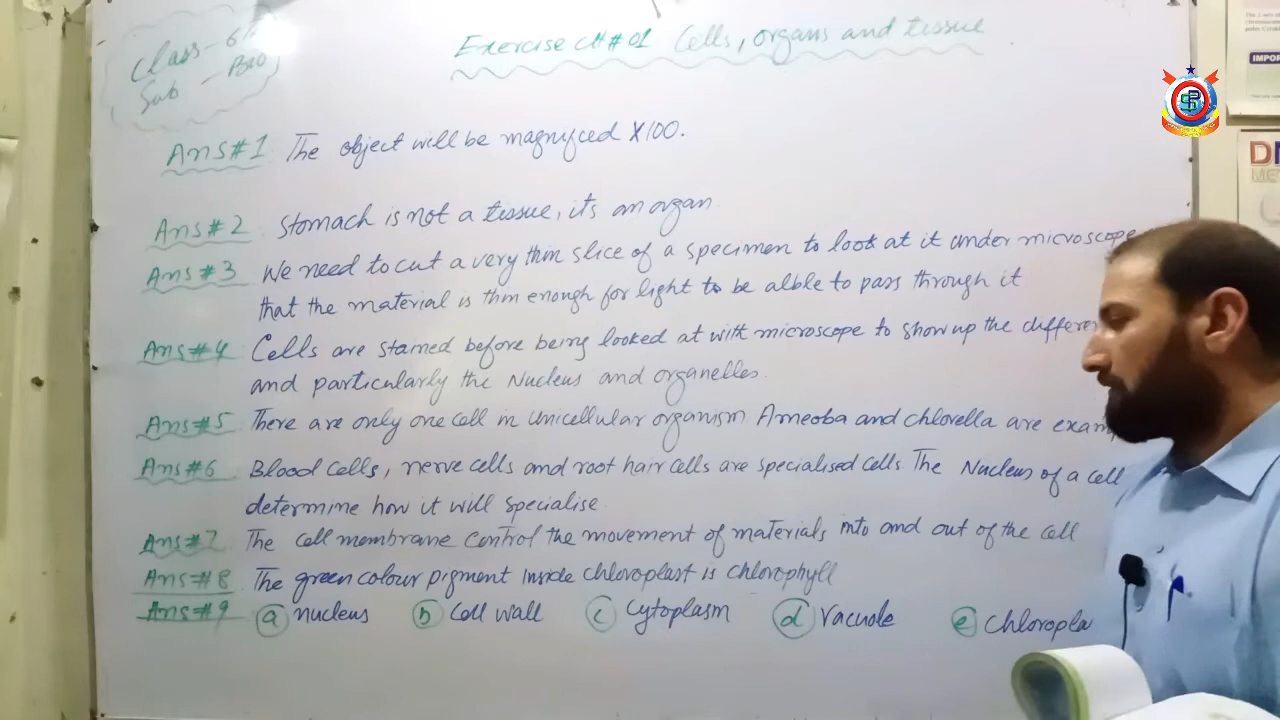 Class - 6th
Sub - Bio
Exercise CH#01 Cells, organs and tissue
Ans#1 The object will be magnified X100.
Ans#2 Stomach is not a tissue, its an organ
Ans#3 We need to cut a very thin slice of a specimen to look at it under microscope
that the material is thin enough for light to be alble to pass through it
Ans#4 Cells are stained before being looked at with microscope to show up the differen
and particularly the Nucleus and organelles.
Ans#5 There are only one cell in unicellular organism. Ameoba and chlorella are exam
Ans#6 Blood cells, nerve cells and root hair cells are specialised cells. The Nucleus of a cell
determine how it will specialise
Ans#7 The cell membrane control the movement of materials into and out of the cell
Ans#8 The green colour pigment inside chloroplast is chlorophyll
Ans#9 a nucleus b Cell wall c Cytoplasm d Vacuole e Chloropla
IMPOR
D
ME